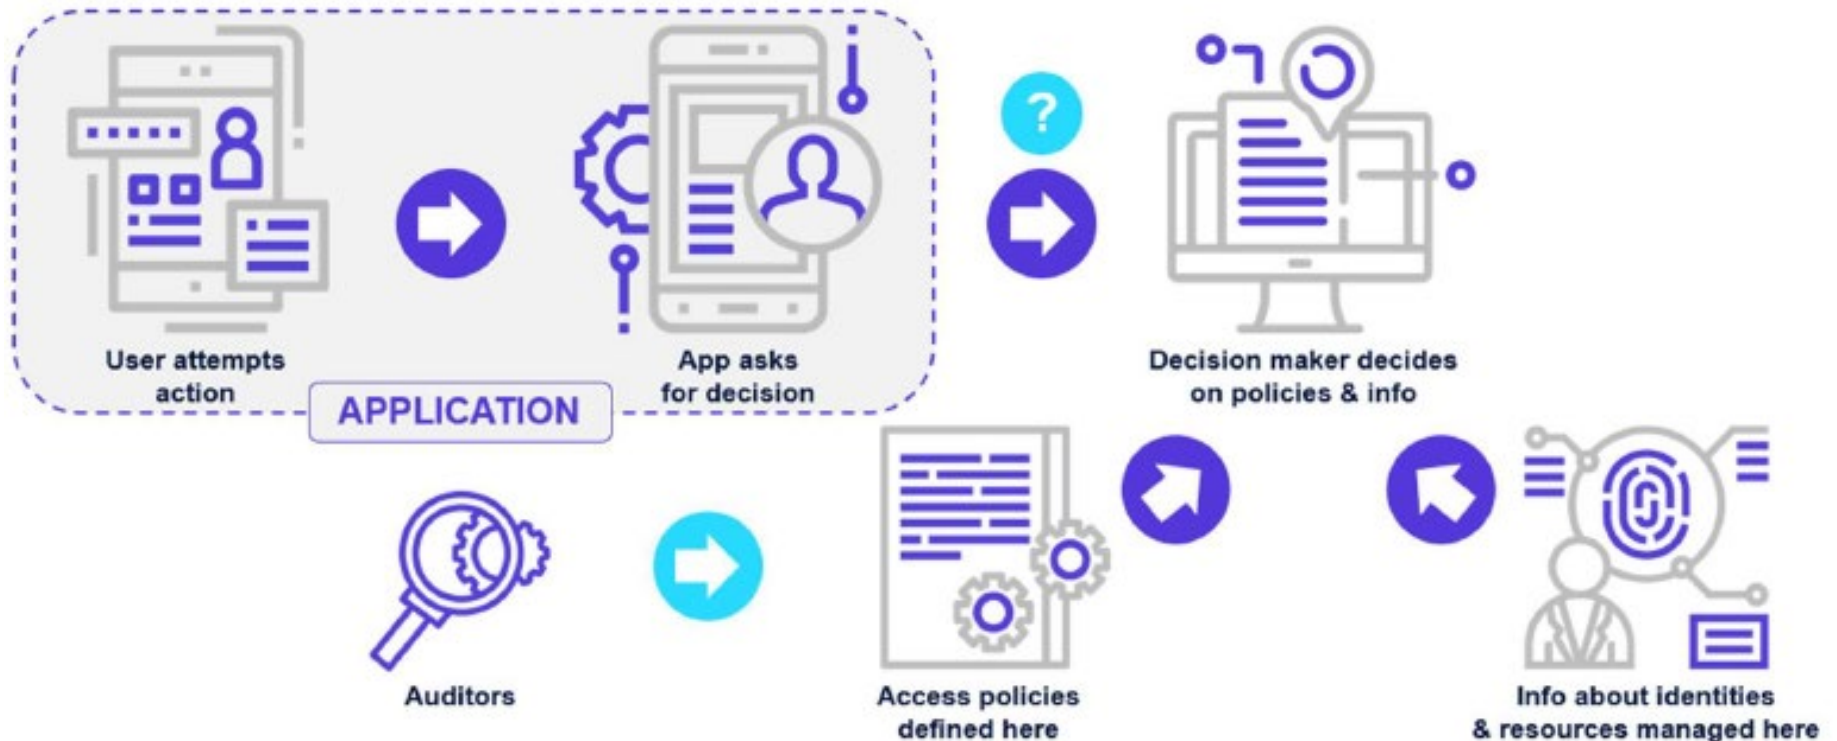 ?
User attempts
action
App asks
for decision
Decision maker decides
on policies & info
APPLICATION
Auditors
Access policies
defined here
Info about identities
& resources managed here